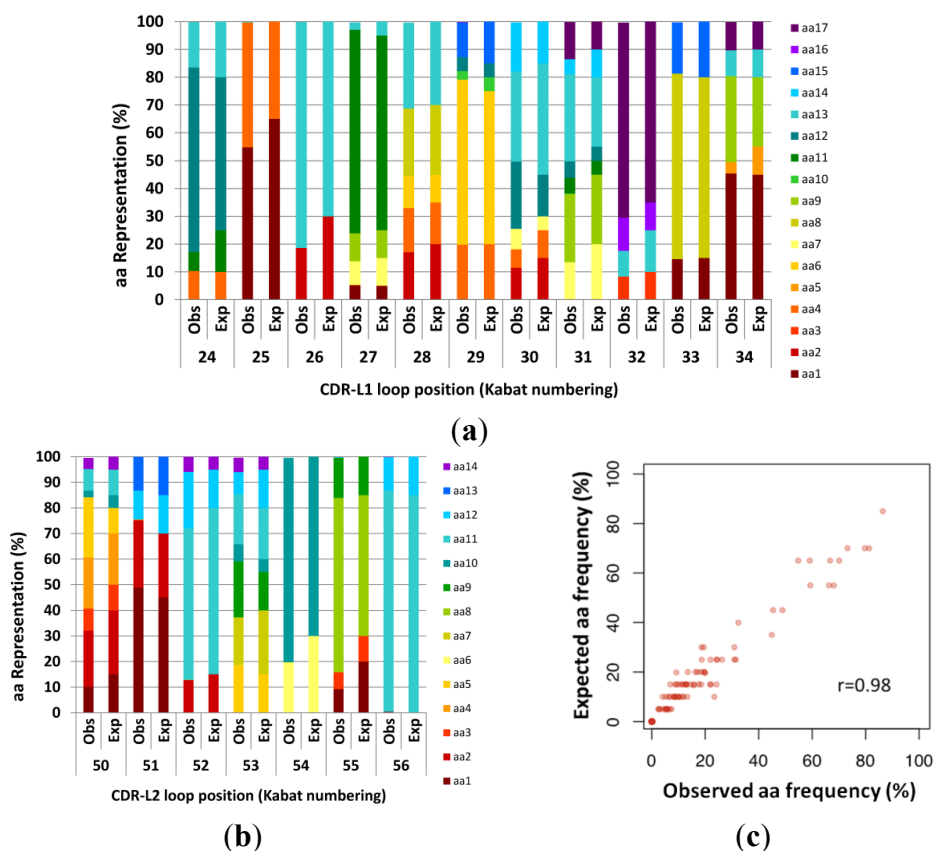 aa Representation (%)
100
90
80
70
60
50
40
30
20
10
0
Obs Exp Obs Exp Obs Exp Obs Exp Obs Exp Obs Exp Obs Exp Obs Exp Obs Exp Obs Exp Obs Exp
24 25 26 27 28 29 30 31 32 33 34
CDR-L1 loop position (Kabat numbering)
aa17
aa16
aa15
aa14
aa13
aa12
aa11
aa10
aa9
aa8
aa7
aa6
aa5
aa4
aa3
aa2
aa1
(a)
aa Representation (%)
100
90
80
70
60
50
40
30
20
10
0
Obs Exp Obs Exp Obs Exp Obs Exp Obs Exp Obs Exp Obs Exp
50 51 52 53 54 55 56
CDR-L2 loop position (Kabat numbering)
aa14
aa13
aa12
aa11
aa10
aa9
aa8
aa7
aa6
aa5
aa4
aa3
aa2
aa1
(b)
Expected aa frequency (%)
100
80
60
40
20
0
r=0.98
0 20 40 60 80 100
Observed aa frequency (%)
(c)